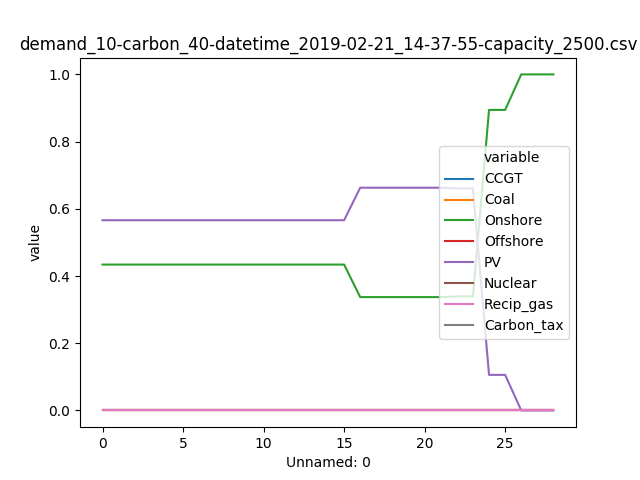 demand_10-carbon_40-datetime_2019-02-21_14-37-55-capacity_2500.csv
1.0
0.8
0.6
0.4
0.2
0.0
value
variable
CCGT
Coal
Onshore
Offshore
PV
Nuclear
Recip_gas
Carbon_tax
0 5 10 15 20 25
Unnamed: 0